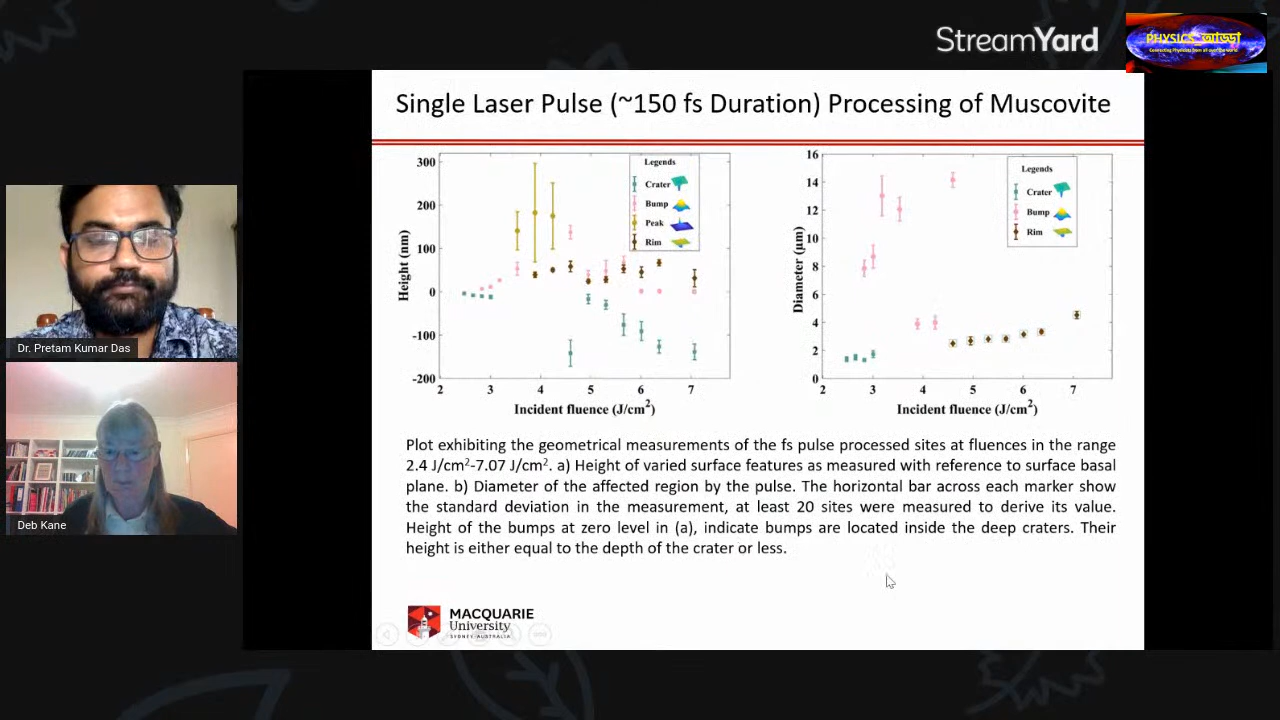 StreamYard
PHYSICS_আড্ডা
Connecting Physicists from all over the world
Single Laser Pulse (~150 fs Duration) Processing of Muscovite
300
200
100
0
-100
-200
2 3 4 5 6 7
Height (nm)
Incident fluence (J/cm²)
Legends
Crater
Bump
Peak
Rim
16
14
12
10
8
6
4
2
0
2 3 4 5 6 7
Diameter (µm)
Incident fluence (J/cm²)
Legends
Crater
Bump
Rim
Dr. Pretam Kumar Das
Deb Kane
Plot exhibiting the geometrical measurements of the fs pulse processed sites at fluences in the range
2.4 J/cm²-7.07 J/cm². a) Height of varied surface features as measured with reference to surface basal
plane. b) Diameter of the affected region by the pulse. The horizontal bar across each marker show
the standard deviation in the measurement, at least 20 sites were measured to derive its value.
Height of the bumps at zero level in (a), indicate bumps are located inside the deep craters. Their
height is either equal to the depth of the crater or less.
MACQUARIE
University
SYDNEY·AUSTRALIA